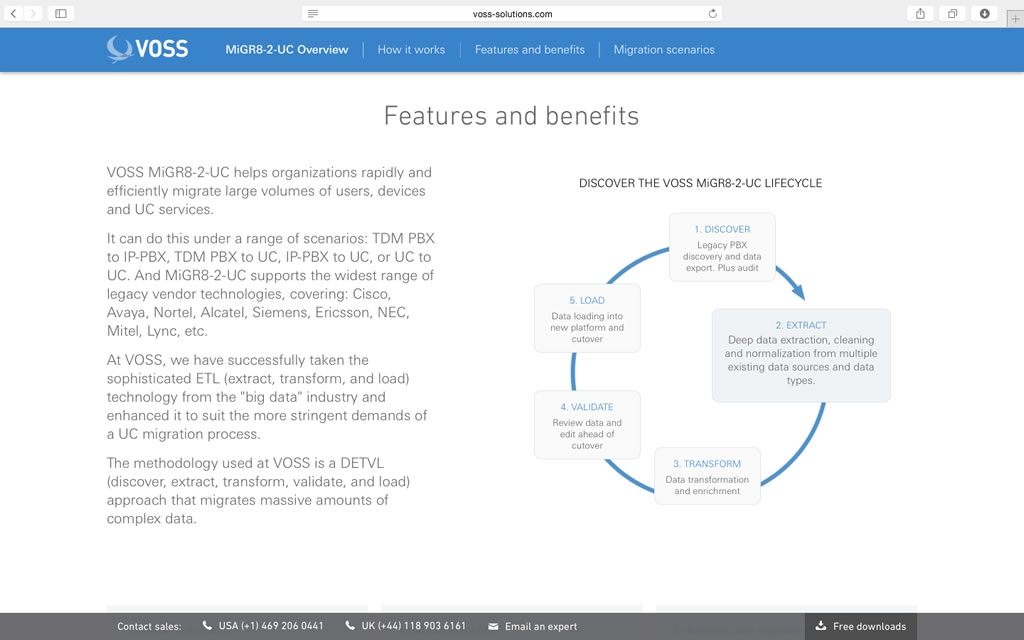 voss-solutions.com
VOSS
MiGR8-2-UC Overview
How it works
Features and benefits
Migration scenarios
Features and benefits
VOSS MiGR8-2-UC helps organizations rapidly and
efficiently migrate large volumes of users, devices
and UC services.
It can do this under a range of scenarios: TDM PBX
to IP-PBX, TDM PBX to UC, IP-PBX to UC, or UC to
UC. And MiGR8-2-UC supports the widest range of
legacy vendor technologies, covering: Cisco,
Avaya, Nortel, Alcatel, Siemens, Ericsson, NEC,
Mitel, Lync, etc.
At VOSS, we have successfully taken the
sophisticated ETL (extract, transform, and load)
technology from the "big data" industry and
enhanced it to suit the more stringent demands of
a UC migration process.
The methodology used at VOSS is a DETVL
(discover, extract, transform, validate, and load)
approach that migrates massive amounts of
complex data.
DISCOVER THE VOSS MiGR8-2-UC LIFECYCLE
1. DISCOVER
Legacy PBX
discovery and data
export. Plus audit
2. EXTRACT
Deep data extraction, cleaning
and normalization from multiple
existing data sources and data
types.
3. TRANSFORM
Data transformation
and enrichment
4. VALIDATE
Review data and
edit ahead of
cutover
5. LOAD
Data loading into
new platform and
cutover
Contact sales:
USA (+1) 469 206 0441
UK (+44) 118 903 6161
Email an expert
Free downloads